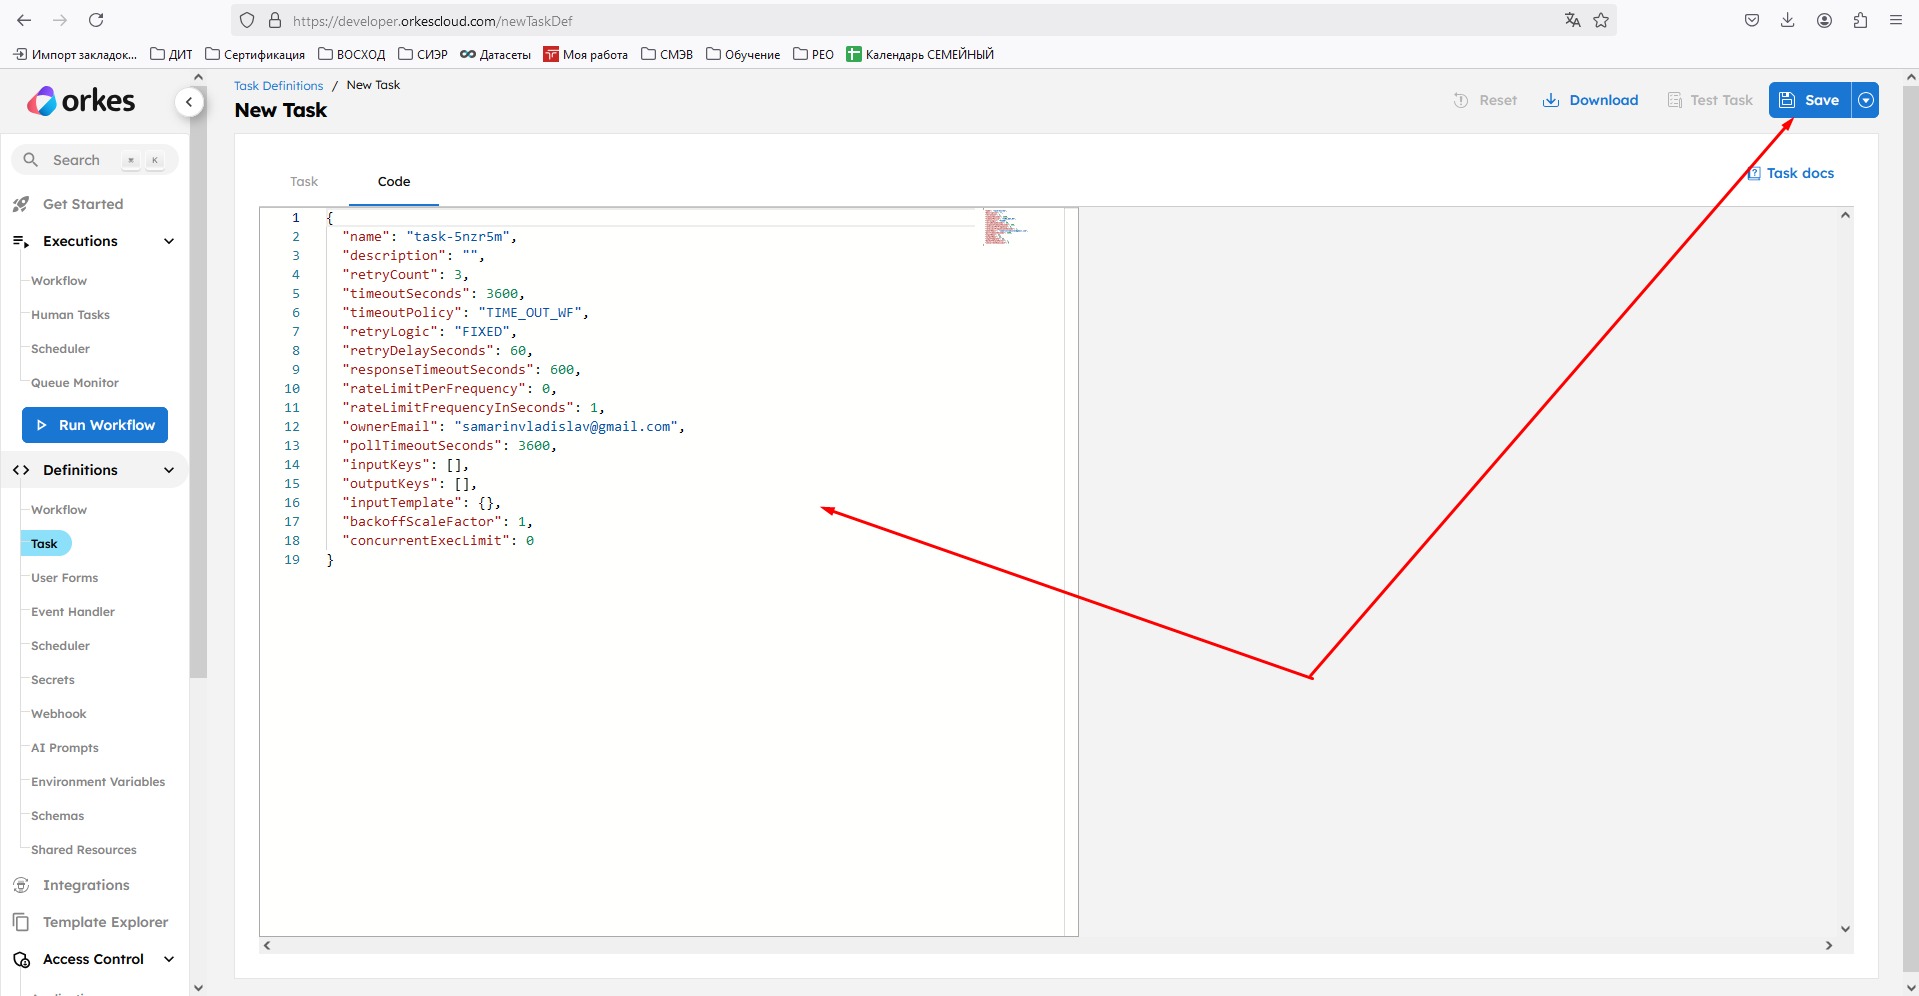 https://developer.orkescloud.com/newTaskDef
Импорт закладок...
ДИТ
Сертификация
ВОСХОД
СИЭР
Датасеты
Моя работа
СМЭВ
Обучение
РЕО
Календарь СЕМЕЙНЫЙ
orkes
Search
K
Get Started
Executions
Workflow
Human Tasks
Scheduler
Queue Monitor
Run Workflow
Definitions
Workflow
Task
User Forms
Event Handler
Scheduler
Secrets
Webhook
AI Prompts
Environment Variables
Schemas
Shared Resources
Integrations
Template Explorer
Access Control
Task Definitions / New Task
New Task
Reset
Download
Test Task
Save
Task
Code
Task docs
1 {
2 "name": "task-5nzr5m",
3 "description": "",
4 "retryCount": 3,
5 "timeoutSeconds": 3600,
6 "timeoutPolicy": "TIME_OUT_WF",
7 "retryLogic": "FIXED",
8 "retryDelaySeconds": 60,
9 "responseTimeoutSeconds": 600,
10 "rateLimitPerFrequency": 0,
11 "rateLimitFrequencyInSeconds": 1,
12 "ownerEmail": "samarinvladislav@gmail.com",
13 "pollTimeoutSeconds": 3600,
14 "inputKeys": [],
15 "outputKeys": [],
16 "inputTemplate": {},
17 "backoffScaleFactor": 1,
18 "concurrentExecLimit": 0
19 }